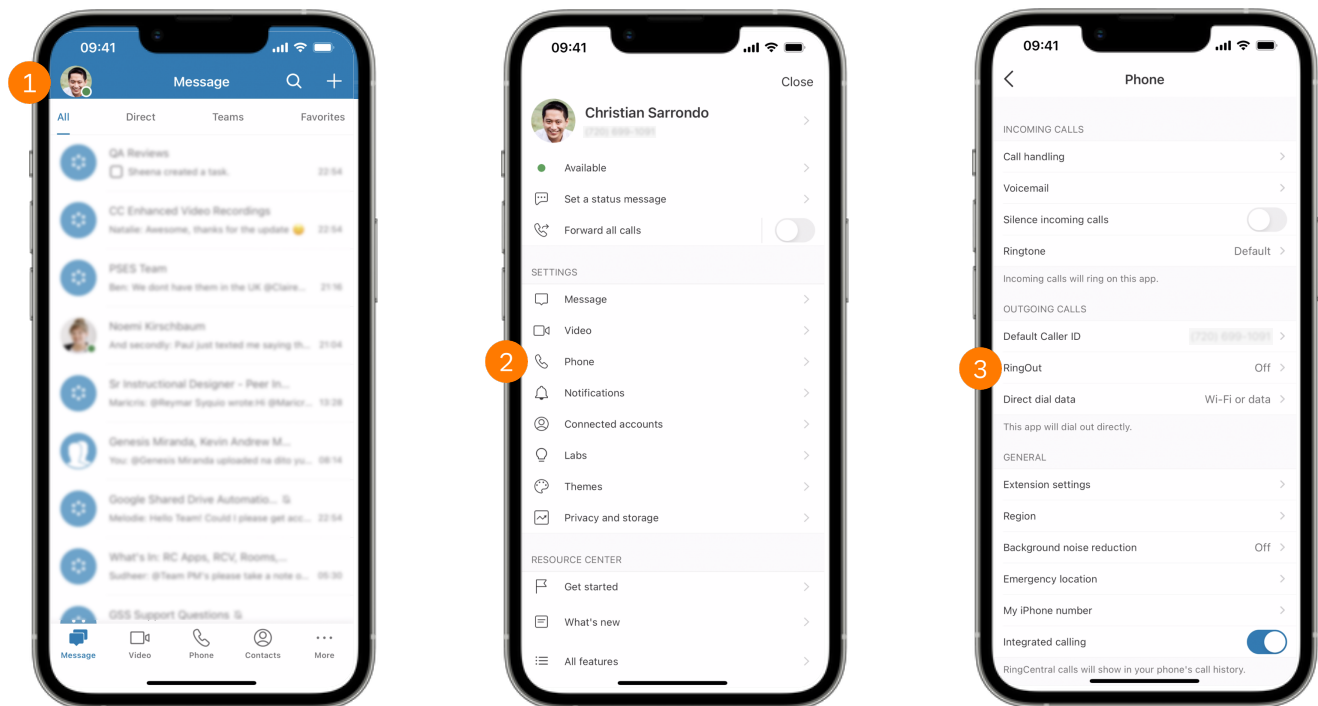 09:41
1
Message
All Direct Teams Favorites
QA Reviews
Sheena created a task. 22:54
CC Enhanced Video Recordings
Natalie: Awesome, thanks for the update 22:54
PSES Team
Ben: We dont have them in the UK @Claire... 21:16
Noemi Kirschbaum
And secondly: Paul just texted me saying th... 21:04
Sr Instructional Designer - Peer In...
Maricris: @Reymar Syquio wrote:Hi @Maricr... 13:28
Genesis Miranda, Kevin Andrew M...
You: @Genesis Miranda uploaded na dito yu... 08:14
Google Shared Drive Automatio...
Melodie: Hello Team! Could I please get acc... 22:54
What's In: RC Apps, RCV, Rooms,...
Sudheer: @Team PM's please take a note o... 05:30
GSS Support Questions
Message Video Phone Contacts More
09:41
Close
Christian Sarrondo
(720) 699-1091
Available
Set a status message
Forward all calls
SETTINGS
Message
Video
2
Phone
Notifications
Connected accounts
Labs
Themes
Privacy and storage
RESOURCE CENTER
Get started
What's new
All features
09:41
Phone
INCOMING CALLS
Call handling
Voicemail
Silence incoming calls
Ringtone Default
Incoming calls will ring on this app.
OUTGOING CALLS
Default Caller ID (720) 699-1091
3
RingOut Off
Direct dial data Wi-Fi or data
This app will dial out directly.
GENERAL
Extension settings
Region
Background noise reduction Off
Emergency location
My iPhone number
Integrated calling
RingCentral calls will show in your phone's call history.